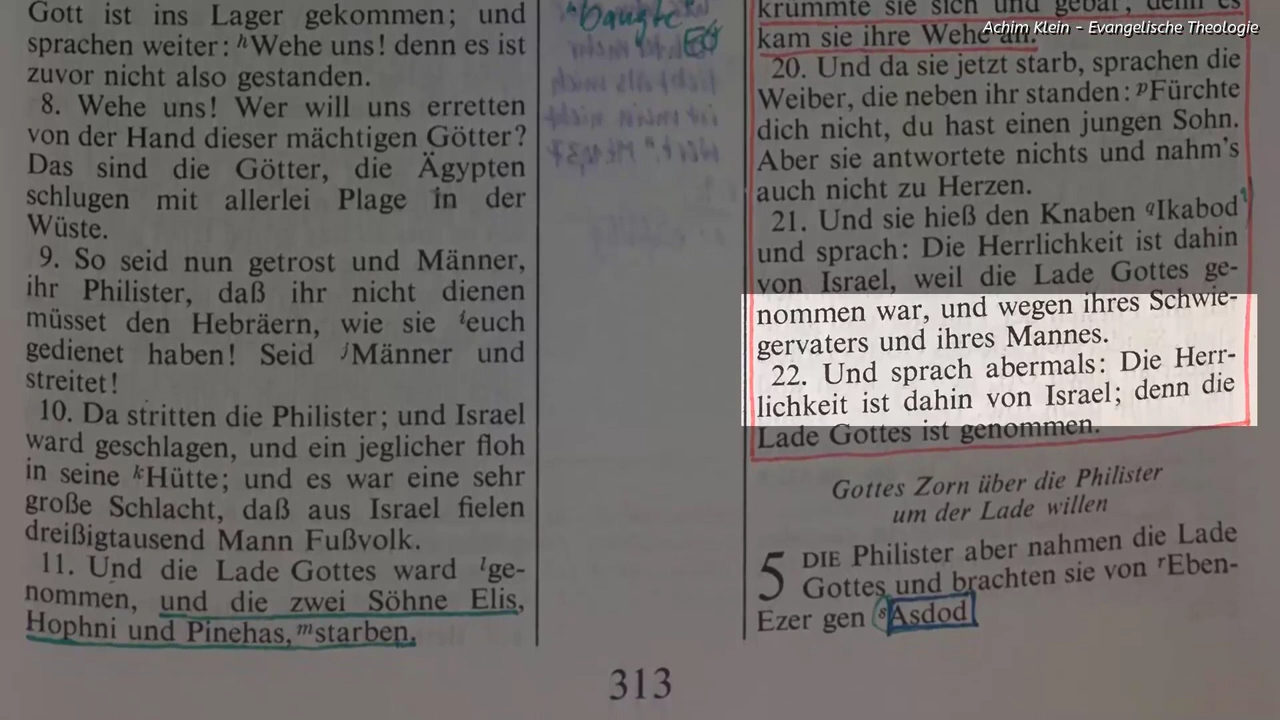 Gott ist ins Lager gekommen; und
sprachen weiter: hWehe uns! denn es ist
zuvor nicht also gestanden.
8. Wehe uns! Wer will uns erretten
von der Hand dieser mächtigen Götter?
Das sind die Götter, die Ägypten
schlugen mit allerlei Plage in der
Wüste.
9. So seid nun getrost und Männer,
ihr Philister, daß ihr nicht dienen
müsset den Hebräern, wie sie ieuch
gedienet haben! Seid jMänner und
streitet!
10. Da stritten die Philister; und Israel
ward geschlagen, und ein jeglicher floh
in seine kHütte; und es war eine sehr
große Schlacht, daß aus Israel fielen
dreißigtausend Mann Fußvolk.
11. Und die Lade Gottes ward lge-
nommen, und die zwei Söhne Elis,
Hophni und Pinehas, mstarben.
krümmte sie sich und gebar; denn es
kam sie ihre Wehe an.
Achim Klein - Evangelische Theologie
20. Und da sie jetzt starb, sprachen die
Weiber, die neben ihr standen: pFürchte
dich nicht, du hast einen jungen Sohn.
Aber sie antwortete nichts und nahm's
auch nicht zu Herzen.
21. Und sie hieß den Knaben qIkabod
und sprach: Die Herrlichkeit ist dahin
von Israel, weil die Lade Gottes ge-
nommen war, und wegen ihres Schwie-
gervaters und ihres Mannes.
22. Und sprach abermals: Die Herr-
lichkeit ist dahin von Israel; denn die
Lade Gottes ist genommen.
Gottes Zorn über die Philister
um der Lade willen
5 DIE Philister aber nahmen die Lade
Gottes und brachten sie von rEben-
Ezer gen sAsdod
313